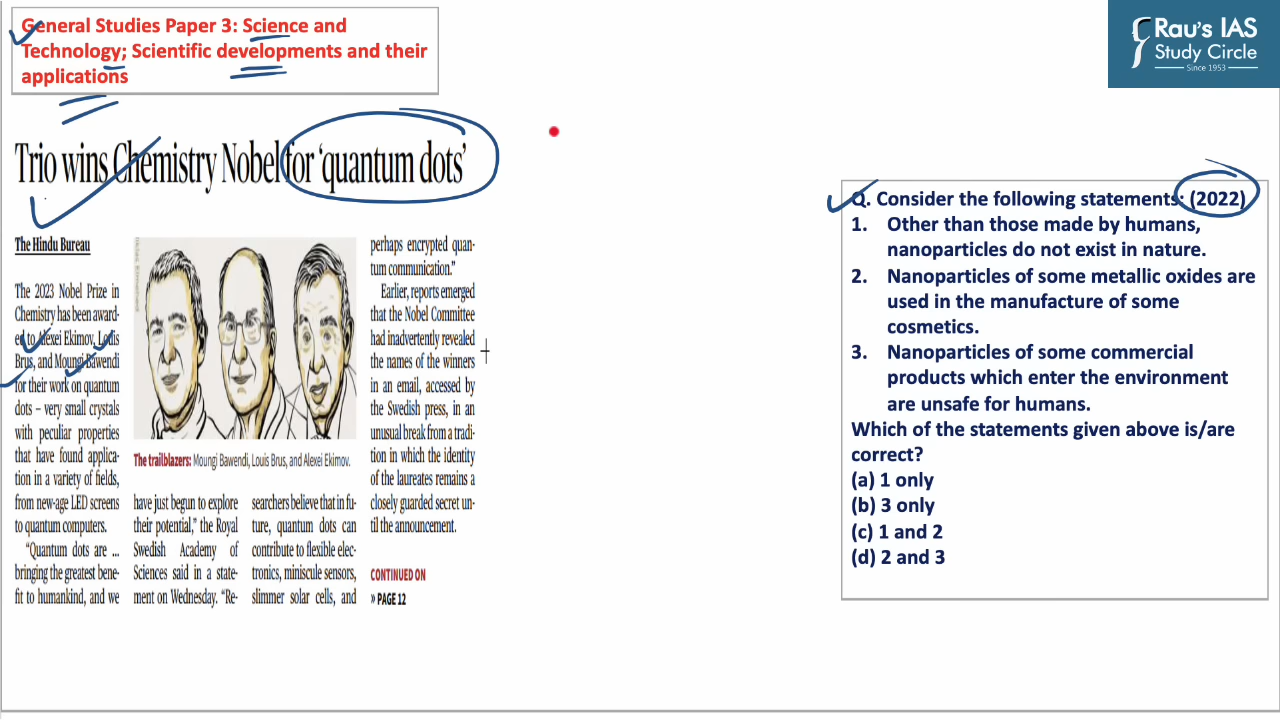 General Studies Paper 3: Science and
Technology; Scientific developments and their
applications
Rau's IAS
Study Circle
Since 1953
Trio wins Chemistry Nobel for 'quantum dots'
The Hindu Bureau
The 2023 Nobel Prize in
Chemistry has been award-
ed to Alexei Ekimov, Louis
Brus, and Moungi Bawendi
for their work on quantum
dots – very small crystals
with peculiar properties
that have found applica-
tion in a variety of fields,
from new-age LED screens
to quantum computers.
"Quantum dots are ...
bringing the greatest bene-
fit to humankind, and we
The trailblazers: Moungi Bawendi, Louis Brus, and Alexei Ekimov.
have just begun to explore
their potential," the Royal
Swedish Academy of
Sciences said in a state-
ment on Wednesday. "Re-
searchers believe that in fu-
ture, quantum dots can
contribute to flexible elec-
tronics, miniscule sensors,
slimmer solar cells, and
perhaps encrypted quan-
tum communication."
Earlier, reports emerged
that the Nobel Committee
had inadvertently revealed
the names of the winners
in an email, accessed by
the Swedish press, in an
unusual break from a tradi-
tion in which the identity
of the laureates remains a
closely guarded secret un-
til the announcement.
CONTINUED ON
» PAGE 12
Q. Consider the following statements: (2022)
1. Other than those made by humans,
nanoparticles do not exist in nature.
2. Nanoparticles of some metallic oxides are
used in the manufacture of some
cosmetics.
3. Nanoparticles of some commercial
products which enter the environment
are unsafe for humans.
Which of the statements given above is/are
correct?
(a) 1 only
(b) 3 only
(c) 1 and 2
(d) 2 and 3